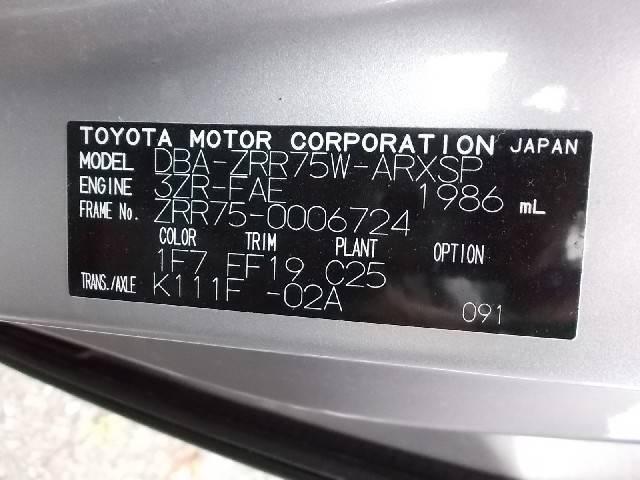 TOYOTA MOTOR CORPORATION JAPAN
MODEL DBA-ZRR75W-ARXSP
ENGINE 3ZR-FAE 1986 mL
FRAME No. ZRR75-0006724
COLOR TRIM PLANT OPTION
1F7 FF19 C25
TRANS./AXLE K111F -02A
091